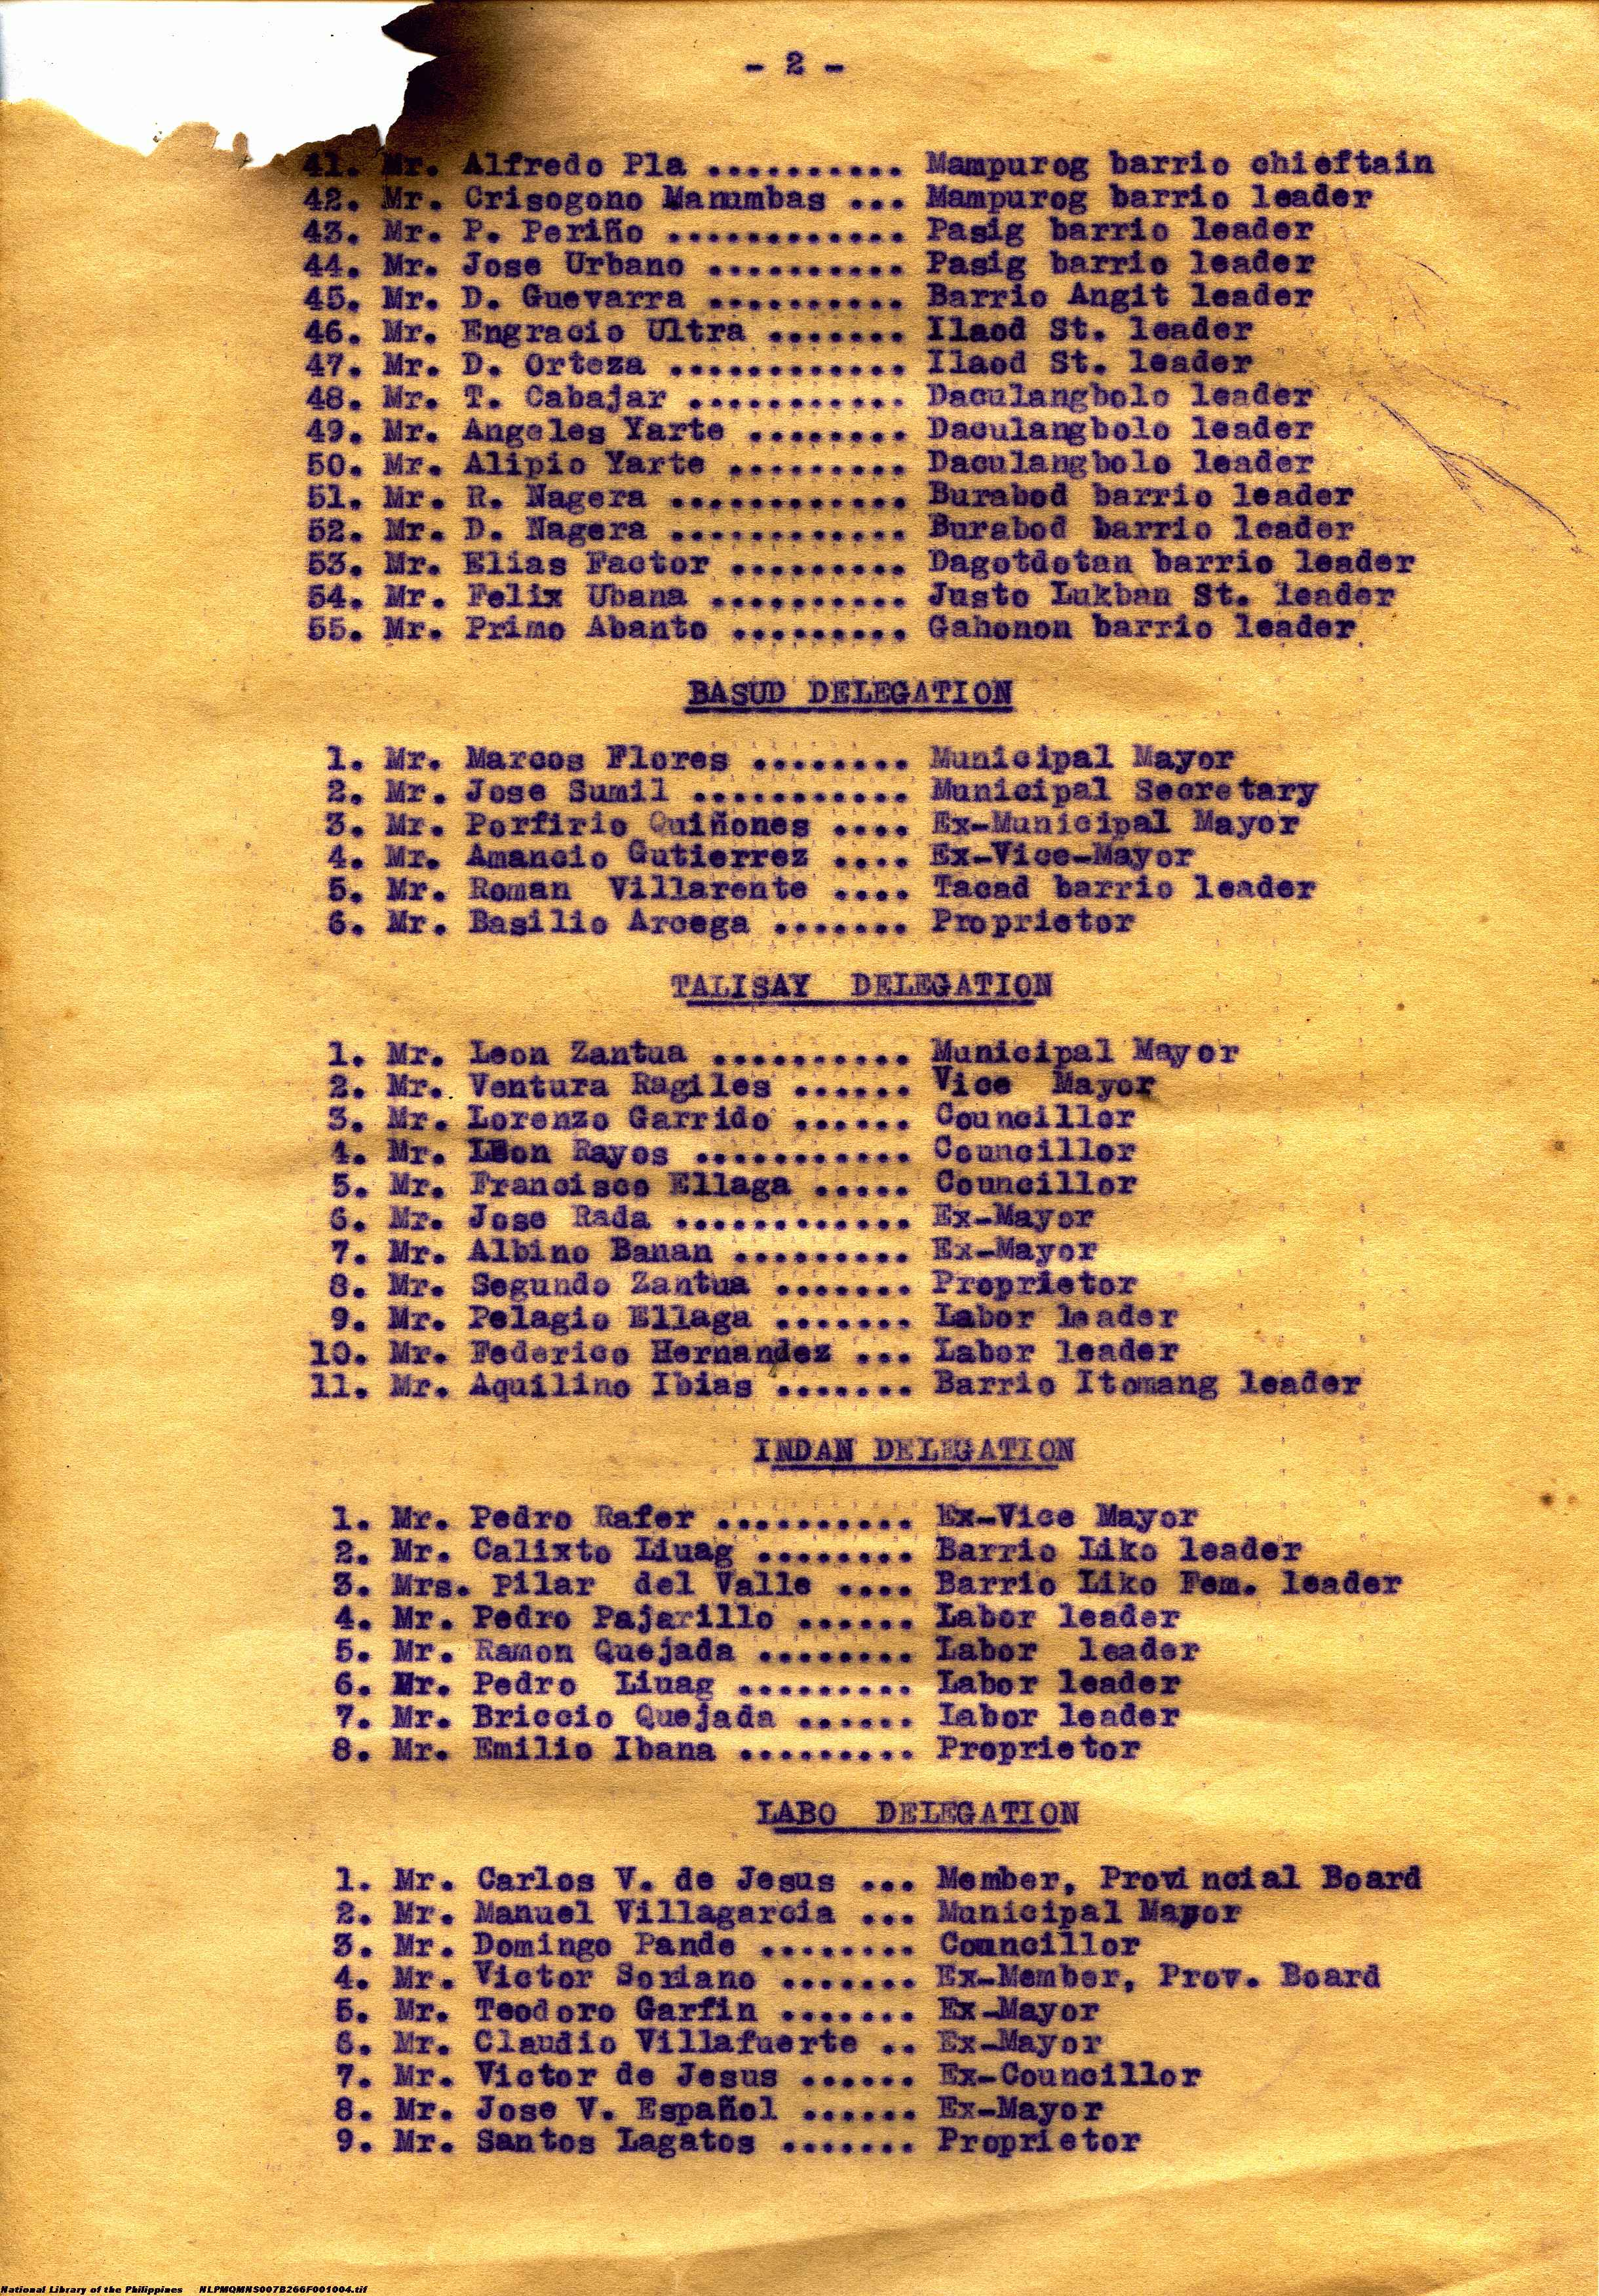 - 2 -
41. Mr. Alfredo Pla .......... Mampurog barrio chieftain
42. Mr. Crisogono Manumbas ... Mampurog barrio leader
43. Mr. P. Periño ............ Pasig barrio leader
44. Mr. Jose Urbano .......... Pasig barrio leader
45. Mr. D. Guevarra .......... Barrio Angit leader
46. Mr. Engracio Ultra ....... Ilaod St. leader
47. Mr. D. Orteza ............ Ilaod St. leader
48. Mr. T. Cabajar ........... Daculangbolo leader
49. Mr. Angeles Yarte ........ Daculangbolo leader
50. Mr. Alipio Yarte ......... Daculangbolo leader
51. Mr. R. Nagera ............ Burabod barrio leader
52. Mr. D. Nagera ............ Burabod barrio leader
53. Mr. Elias Factor ......... Dagotdotan barrio leader
54. Mr. Felix Ubana .......... Justo Lukban St. leader
55. Mr. Primo Abanto ......... Gahonon barrio leader
BASUD DELEGATION
1. Mr. Marcos Flores ........ Municipal Mayor
2. Mr. Jose Sumil ........... Municipal Secretary
3. Mr. Porfirio Quiñones .... Ex-Municipal Mayor
4. Mr. Amancio Gutierrez .... Ex-Vice-Mayor
5. Mr. Roman Villarente .... Tacad barrio leader
6. Mr. Basilio Arcega ....... Proprietor
TALISAY DELEGATION
1. Mr. Leon Zantua .......... Municipal Mayor
2. Mr. Ventura Ragiles ...... Vice Mayor
3. Mr. Lorenzo Garrido ...... Councillor
4. Mr. Leon Rayos ........... Councillor
5. Mr. Francisco Ellaga ..... Councillor
6. Mr. Jose Rada ............ Ex-Mayor
7. Mr. Albino Banan ......... Ex-Mayor
8. Mr. Segundo Zantua ....... Proprietor
9. Mr. Pelagio Ellaga ....... Labor leader
10. Mr. Federico Hernandez ... Labor leader
11. Mr. Aquilino Ibias ....... Barrio Itomang leader
INDAN DELEGATION
1. Mr. Pedro Rafer .......... Ex-Vice Mayor
2. Mr. Calixto Liuag ........ Barrio Liko leader
3. Mrs. Pilar del Valle .... Barrio Liko Fem. leader
4. Mr. Pedro Pajarillo ...... Labor leader
5. Mr. Ramon Quejada ........ Labor leader
6. Mr. Pedro Liuag ......... Labor leader
7. Mr. Briccio Quejada ...... Labor leader
8. Mr. Emilio Ibana ......... Proprietor
LABO DELEGATION
1. Mr. Carlos V. de Jesus ... Member, Provincial Board
2. Mr. Manuel Villagarcia ... Municipal Mayor
3. Mr. Domingo Pande ........ Councillor
4. Mr. Victor Soriano ....... Ex-Member, Prov. Board
5. Mr. Teodoro Garfin ....... Ex-Mayor
6. Mr. Claudio Villafuerte .. Ex-Mayor
7. Mr. Victor de Jesus ...... Ex-Councillor
8. Mr. Jose V. Español ...... Ex-Mayor
9. Mr. Santos Lagatos ....... Proprietor
National Library of the Philippines NLPMQMNS007B266F001004.tif